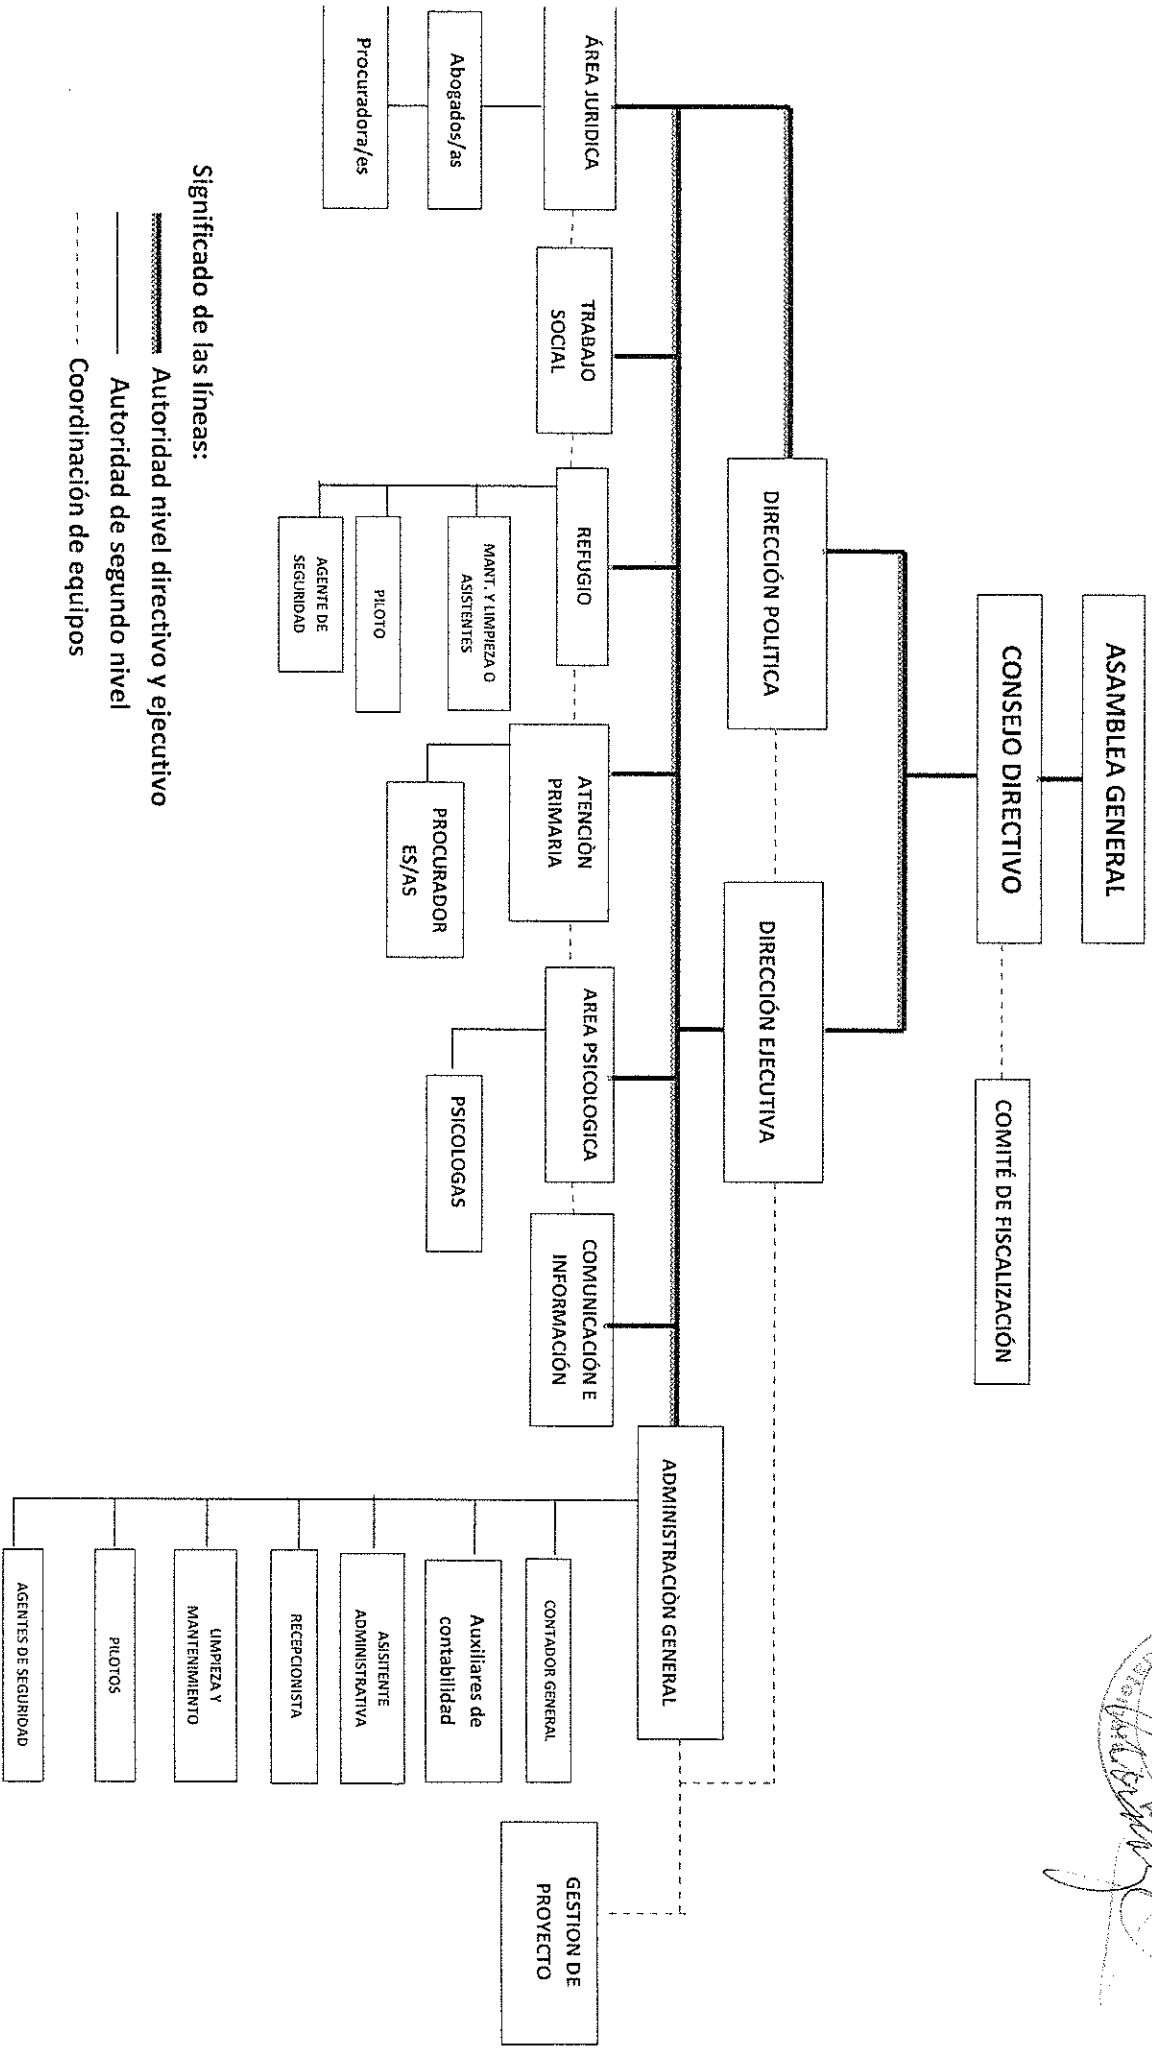 ASAMBLEA GENERAL
CONSEJO DIRECTIVO
COMITÉ DE FISCALIZACIÓN
DIRECCIÓN POLITICA
DIRECCIÓN EJECUTIVA
ÁREA JURIDICA
Abogados/as
Procuradora/es
TRABAJO
SOCIAL
REFUGIO
MANT. Y LIMPIEZA O
ASISTENTES
PILOTO
AGENTE DE
SEGURIDAD
ATENCIÒN
PRIMARIA
PROCURADOR
ES/AS
AREA PSICOLOGICA
PSICOLOGAS
COMUNICACIÓN E
INFORMACIÓN
ADMINISTRACIÒN GENERAL
CONTADOR GENERAL
Auxiliares de
contabilidad
ASISITENTE
ADMINISTRATIVA
RECEPCIONISTA
LIMPIEZA Y
MANTENIMIENTO
PILOTOS
AGENTES DE SEGURIDAD
GESTION DE
PROYECTO
Significado de las líneas:
Autoridad nivel directivo y ejecutivo
Autoridad de segundo nivel
Coordinación de equipos